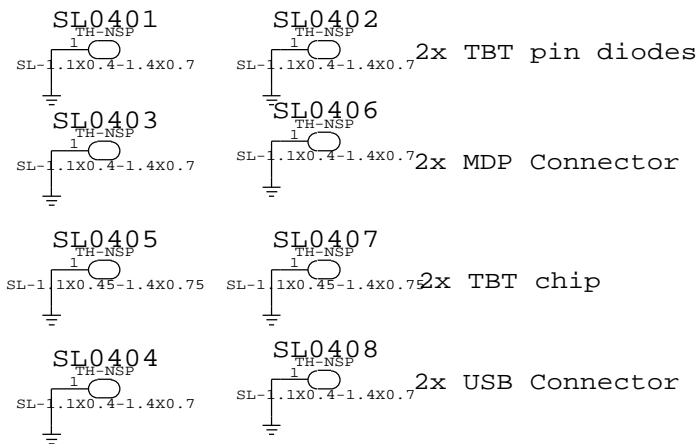 SL0401
TH-NSP
1
SL-1.1X0.4-1.4X0.7
SL0402
TH-NSP
1
SL-1.1X0.4-1.4X0.7
2x TBT pin diodes
SL0403
TH-NSP
1
SL-1.1X0.4-1.4X0.7
SL0406
TH-NSP
1
SL-1.1X0.4-1.4X0.7
2x MDP Connector
SL0405
TH-NSP
1
SL-1.1X0.45-1.4X0.75
SL0407
TH-NSP
1
SL-1.1X0.45-1.4X0.75
2x TBT chip
SL0404
TH-NSP
1
SL-1.1X0.4-1.4X0.7
SL0408
TH-NSP
1
SL-1.1X0.4-1.4X0.7
2x USB Connector